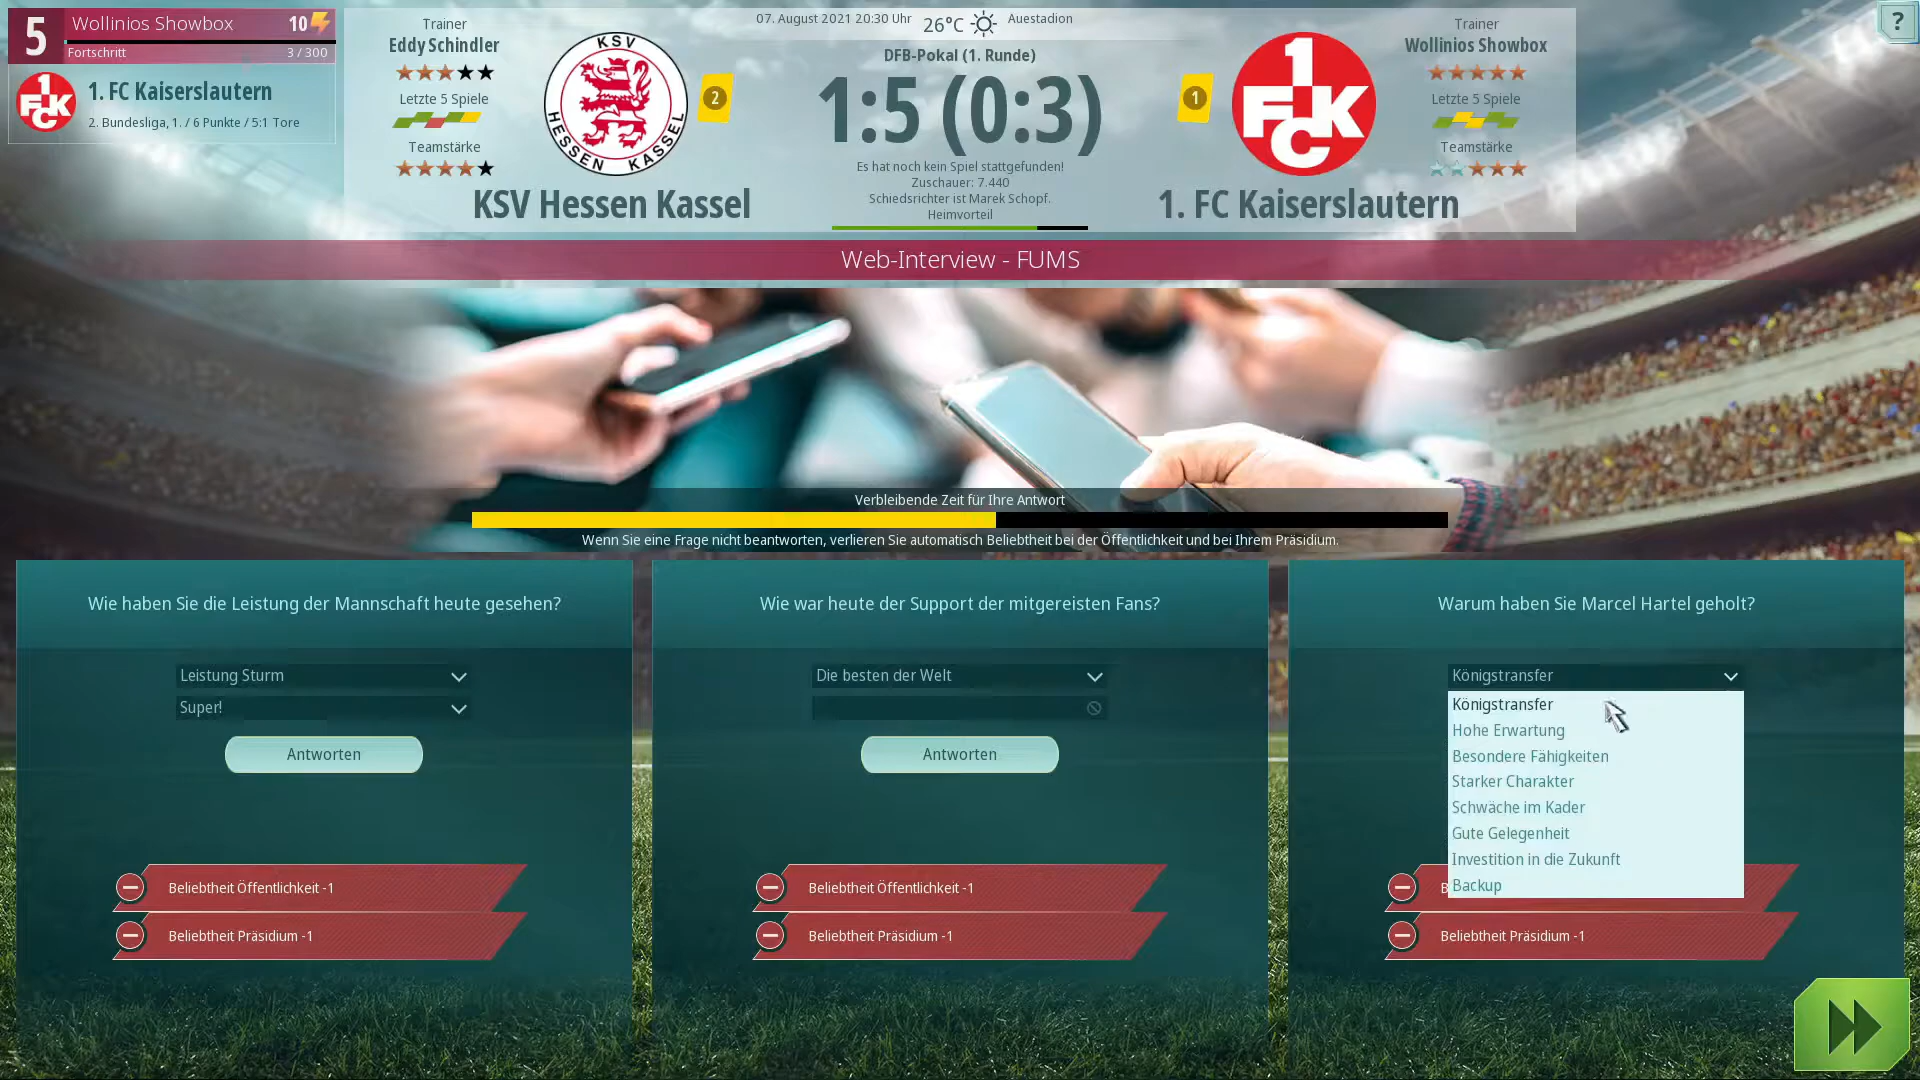 5
Wollinios Showbox
10
Fortschritt
3 / 300
1. FC Kaiserslautern
2. Bundesliga, 1. / 6 Punkte / 5:1 Tore
1 FCK
Trainer
Eddy Schindler
Letzte 5 Spiele
Teamstärke
KSV
HESSEN KASSEL
2
KSV Hessen Kassel
07. August 2021 20:30 Uhr
26°C
Auestadion
DFB-Pokal (1. Runde)
1:5 (0:3)
Es hat noch kein Spiel stattgefunden!
Zuschauer: 7.440
Schiedsrichter ist Marek Schopf.
Heimvorteil
1
1 FCK
1. FC Kaiserslautern
Trainer
Wollinios Showbox
Letzte 5 Spiele
Teamstärke
?
Web-Interview - FUMS
Verbleibende Zeit für Ihre Antwort
Wenn Sie eine Frage nicht beantworten, verlieren Sie automatisch Beliebtheit bei der Öffentlichkeit und bei Ihrem Präsidium.
Wie haben Sie die Leistung der Mannschaft heute gesehen?
Leistung Sturm
Super!
Antworten
Beliebtheit Öffentlichkeit -1
Beliebtheit Präsidium -1
Wie war heute der Support der mitgereisten Fans?
Die besten der Welt
Antworten
Beliebtheit Öffentlichkeit -1
Beliebtheit Präsidium -1
Warum haben Sie Marcel Hartel geholt?
Königstransfer
Königstransfer
Hohe Erwartung
Besondere Fähigkeiten
Starker Charakter
Schwäche im Kader
Gute Gelegenheit
Investition in die Zukunft
Backup
Beliebtheit Präsidium -1